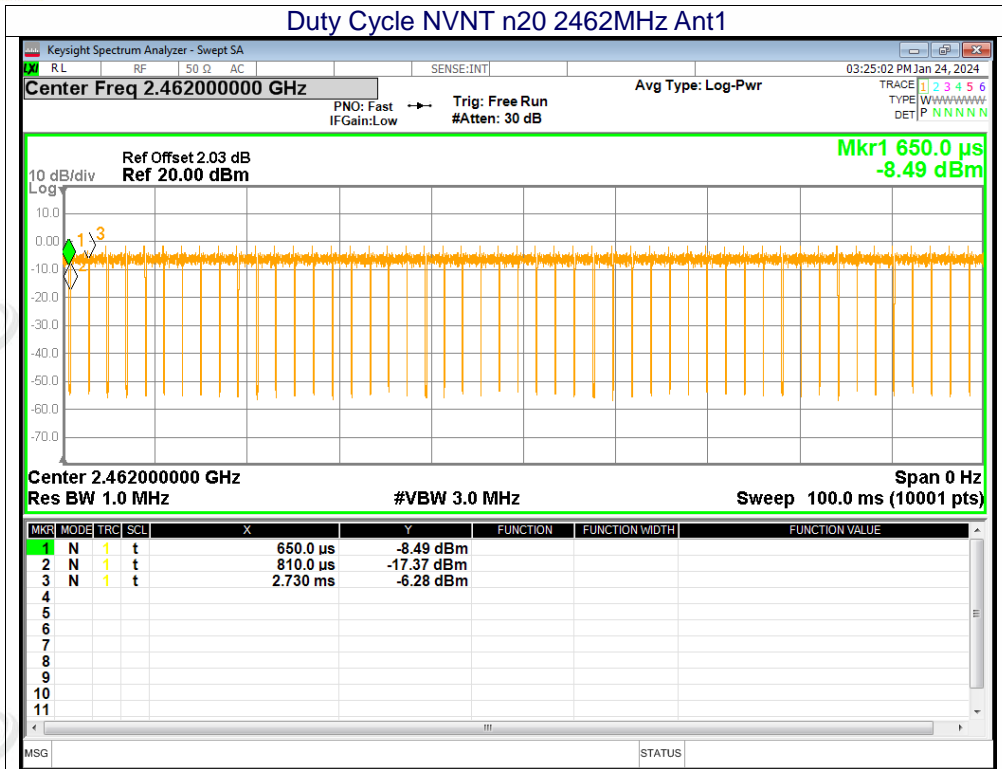 Duty Cycle NVNT n20 2462MHz Ant1
Keysight Spectrum Analyzer - Swept SA
LXI RL RF 50 Ω AC SENSE:INT 03:25:02 PM Jan 24, 2024
Center Freq 2.462000000 GHz Avg Type: Log-Pwr TRACE 1 2 3 4 5 6
PNO: Fast Trig: Free Run TYPE WWWWWWW
IFGain:Low #Atten: 30 dB DET P N N N N N
Mkr1 650.0 µs
Ref Offset 2.03 dB
10 dB/div Ref 20.00 dBm -8.49 dBm
Log
10.0
0.00
1 3
-10.0
2
-20.0
-30.0
-40.0
-50.0
-60.0
-70.0
Center 2.462000000 GHz Span 0 Hz
Res BW 1.0 MHz #VBW 3.0 MHz Sweep 100.0 ms (10001 pts)
MKR MODE TRC SCL X Y FUNCTION FUNCTION WIDTH FUNCTION VALUE
1 N 1 t 650.0 µs -8.49 dBm
2 N 1 t 810.0 µs -17.37 dBm
3 N 1 t 2.730 ms -6.28 dBm
4
5
6
7
8
9
10
11
MSG STATUS